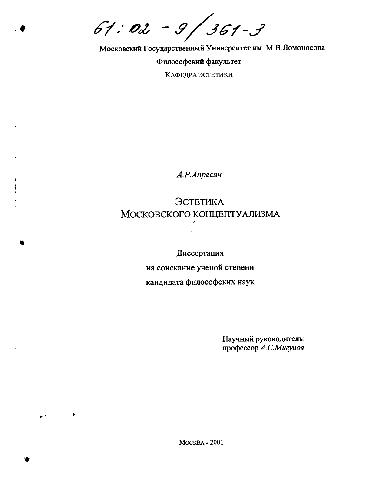 61:02-9/361-3
Московский Государственный Университет им. М.В.Ломоносова
Философский факультет
КАФЕДРА ЭСТЕТИКИ
А.Р.Апресян
ЭСТЕТИКА
МОСКОВСКОГО КОНЦЕПТУАЛИЗМА
Диссертация
на соискание ученой степени
кандидата философских наук
Научный руководитель:
профессор А.С.Мигунов
МОСКВА - 2001